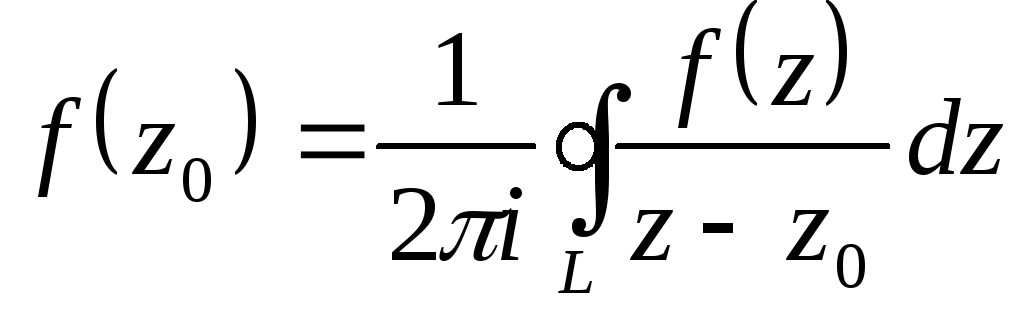 f(z₀) = 1/2πi ∮_L f(z)/(z - z₀) dz